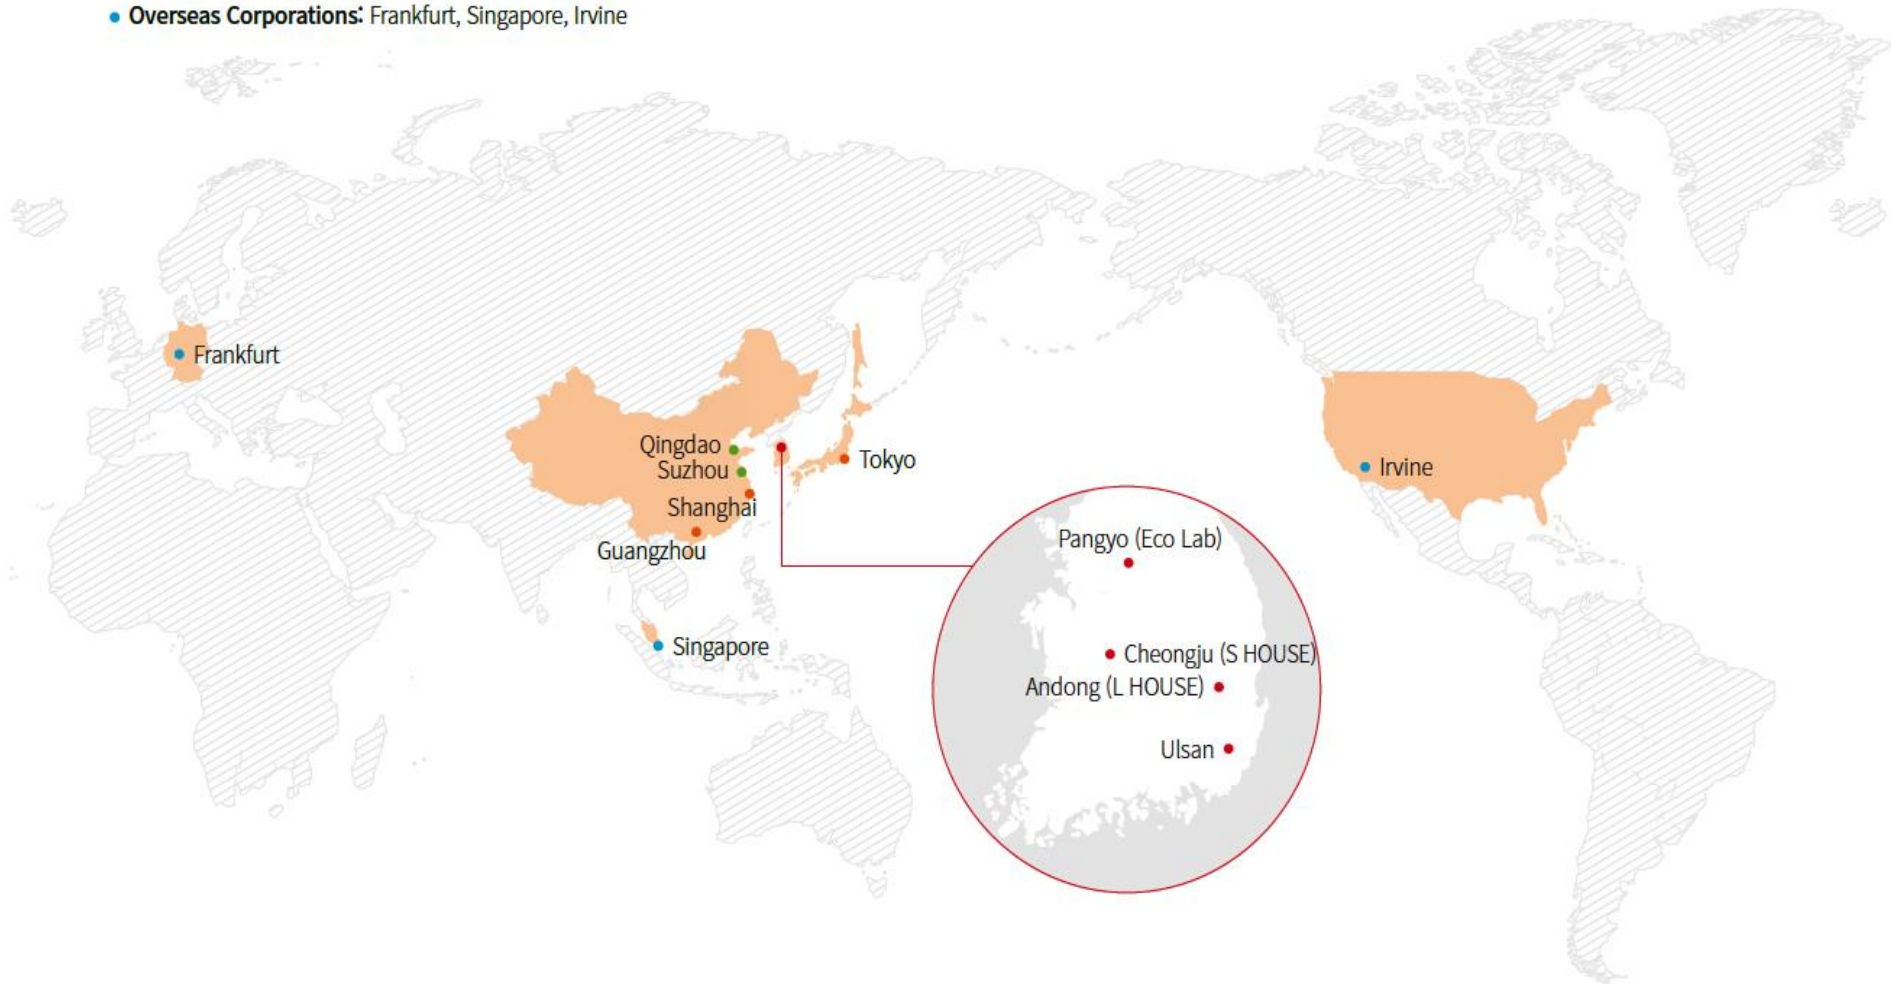 • Overseas Corporations: Frankfurt, Singapore, Irvine
Frankfurt
Qingdao
Suzhou
Shanghai
Guangzhou
Tokyo
Irvine
Singapore
Pangyo (Eco Lab)
Cheongju (S HOUSE)
Andong (L HOUSE)
Ulsan